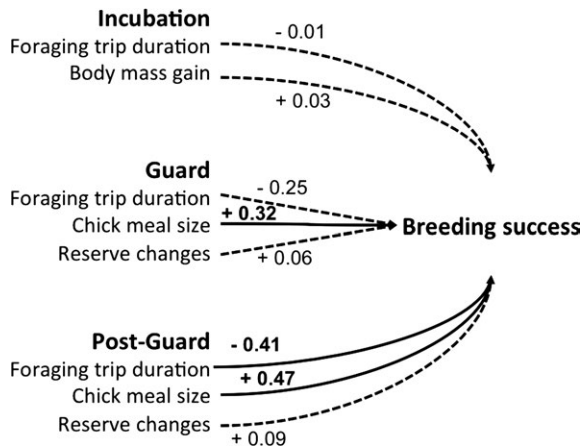 Incubation
Foraging trip duration
- 0.01
Body mass gain
+ 0.03
Guard
Foraging trip duration
- 0.25
+ 0.32
Chick meal size
Breeding success
Reserve changes
+ 0.06
Post-Guard
- 0.41
Foraging trip duration
+ 0.47
Chick meal size
Reserve changes
+ 0.09